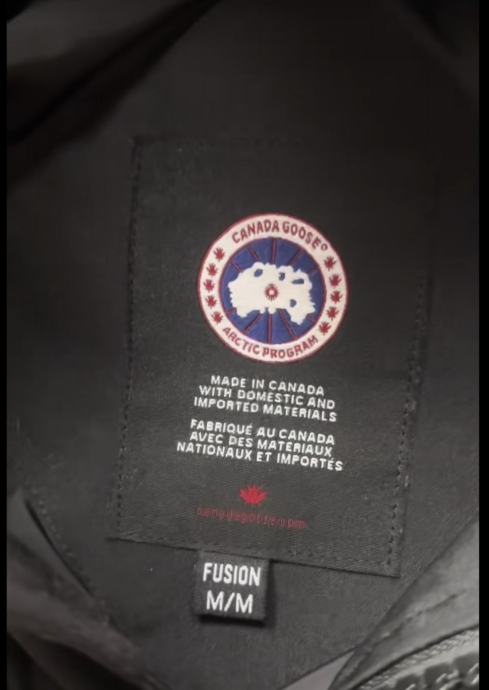 CANADA GOOSE®
ARCTIC PROGRAM
MADE IN CANADA
WITH DOMESTIC AND
IMPORTED MATERIALS
FABRIQUÉ AU CANADA
AVEC DES MATÉRIAUX
NATIONAUX ET IMPORTÉS
FUSION
M/M